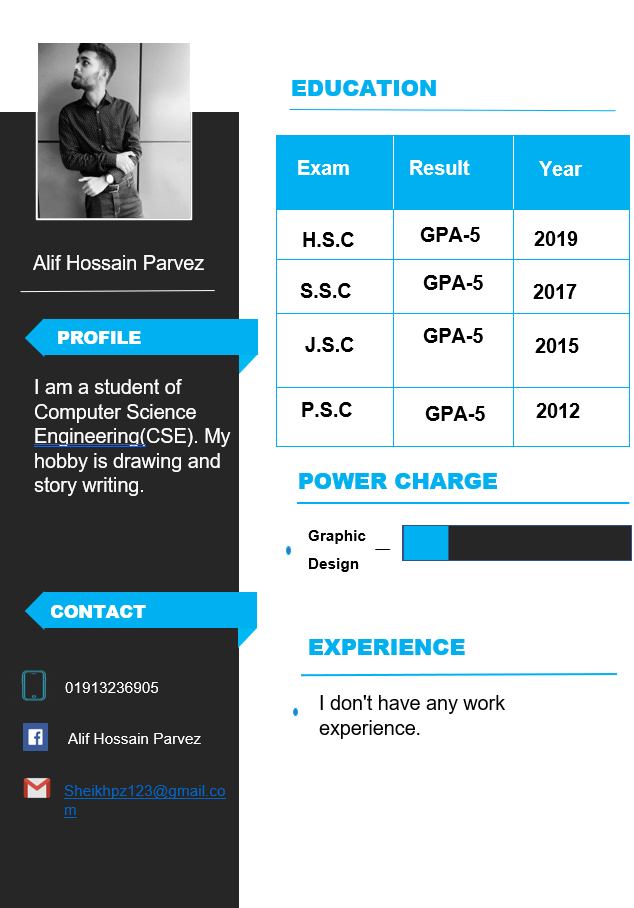 Alif Hossain Parvez
PROFILE
I am a student of
Computer Science
Engineering(CSE). My
hobby is drawing and
story writing.
CONTACT
01913236905
Alif Hossain Parvez
Sheikhpz123@gmail.co
m
EDUCATION
Exam Result Year
H.S.C GPA-5 2019
S.S.C GPA-5 2017
J.S.C GPA-5 2015
P.S.C GPA-5 2012
POWER CHARGE
Graphic
Design
EXPERIENCE
I don't have any work
experience.